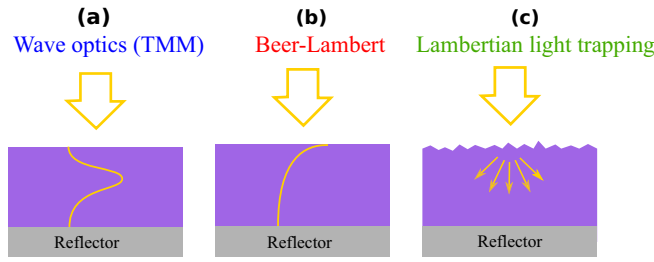 (a)
Wave optics (TMM)
(b)
Beer-Lambert
(c)
Lambertian light trapping
Reflector
Reflector
Reflector